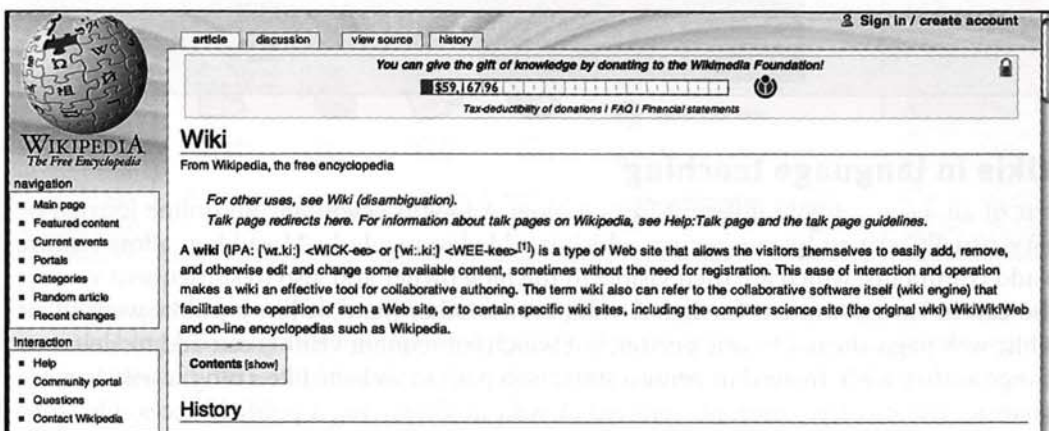 Sign in / create account
article discussion view source history
You can give the gift of knowledge by donating to the Wikimedia Foundation!
$59,167.96
Tax-deductibility of donations | FAQ | Financial statements
WIKIPEDIA
The Free Encyclopedia
Wiki
From Wikipedia, the free encyclopedia
For other uses, see Wiki (disambiguation).
Talk page redirects here. For information about talk pages on Wikipedia, see Help:Talk page and the talk page guidelines.
A wiki (IPA: [wɪ.ki:] <WICK-ee> or [wi:.ki:] <WEE-kee>[1]) is a type of Web site that allows the visitors themselves to easily add, remove,
and otherwise edit and change some available content, sometimes without the need for registration. This ease of interaction and operation
makes a wiki an effective tool for collaborative authoring. The term wiki also can refer to the collaborative software itself (wiki engine) that
facilitates the operation of such a Web site, or to certain specific wiki sites, including the computer science site (the original wiki) WikiWikiWeb
and on-line encyclopedias such as Wikipedia.
Contents [show]
History
navigation
Main page
Featured content
Current events
Portals
Categories
Random article
Recent changes
Interaction
Help
Community portal
Questions
Contact Wikipedia